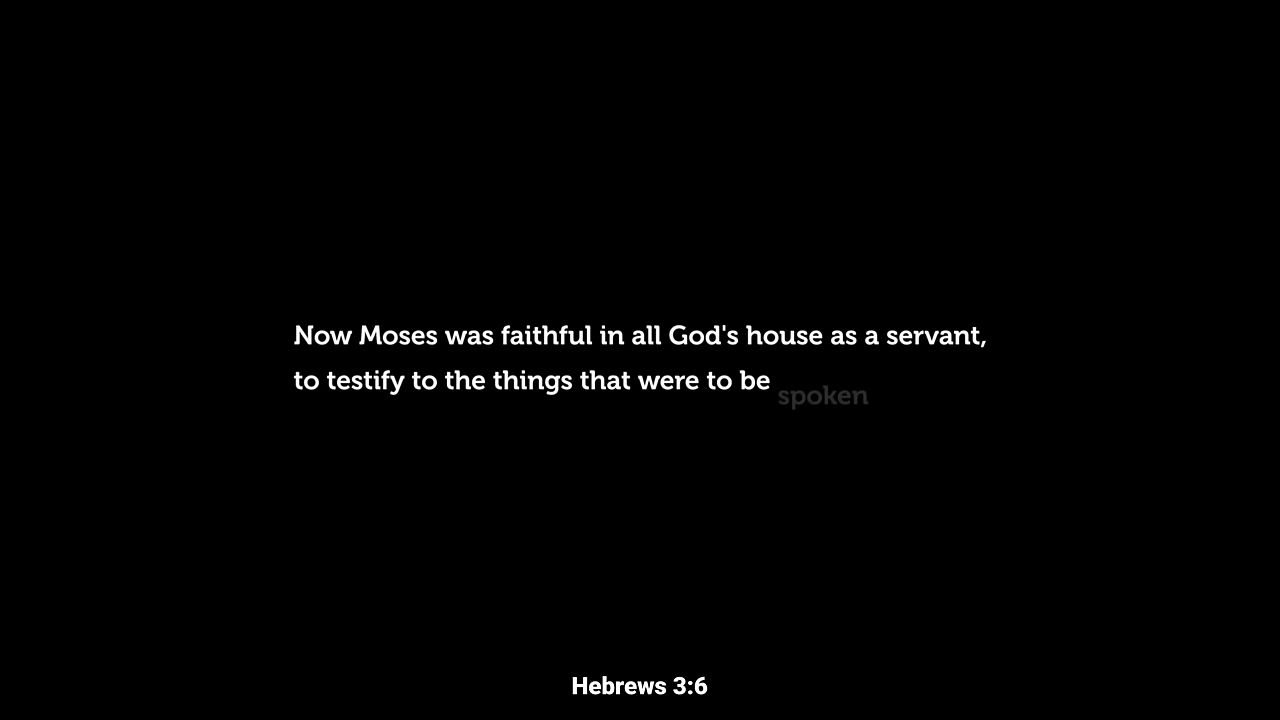 Now Moses was faithful in all God's house as a servant,
to testify to the things that were to be spoken
Hebrews 3:6